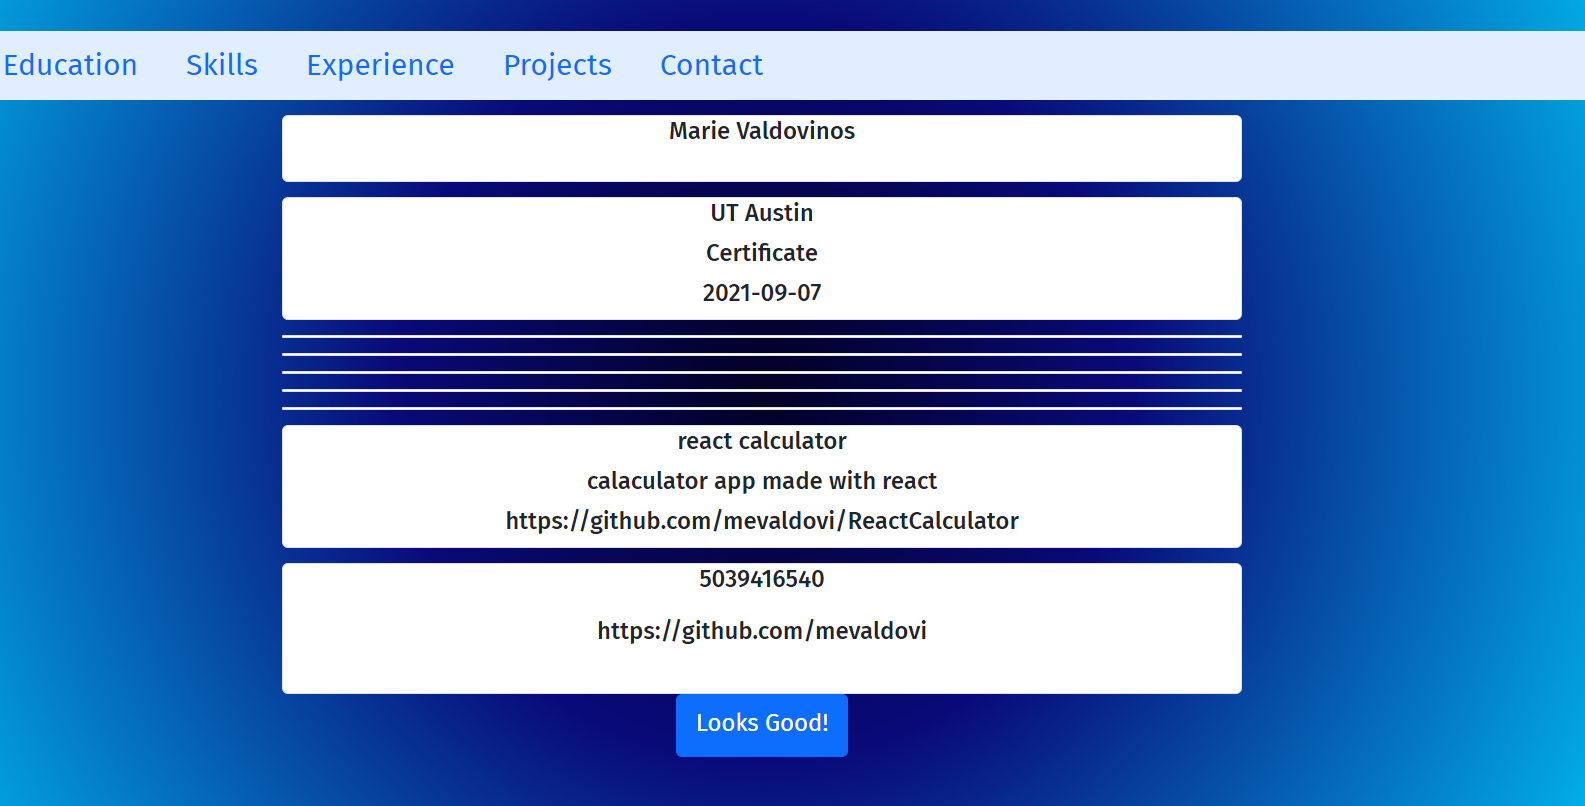 Education Skills Experience Projects Contact
Marie Valdovinos
UT Austin
Certificate
2021-09-07
react calculator
calaculator app made with react
https://github.com/mevaldovi/ReactCalculator
5039416540
https://github.com/mevaldovi
Looks Good!